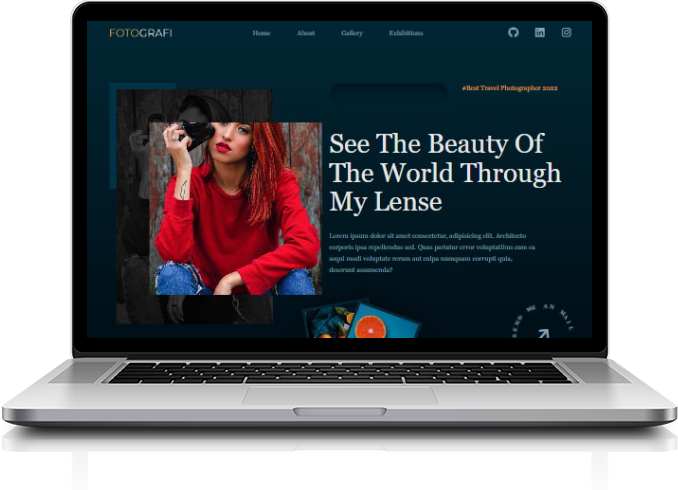 FOTOGRAFI
Home About Gallery Exhibitions
#Best Travel Photographer 2022
See The Beauty Of
The World Through
My Lense
Lorem ipsum dolor sit amet consectetur, adipisicing elit. Architecto
corporis ipsa repellendus sed. Quas pariatur error voluptatibus eum ea
sequi modi voluptate rerum aut culpa numquam corrupti quia,
deserunt assumenda?
SEND ME AN MAIL